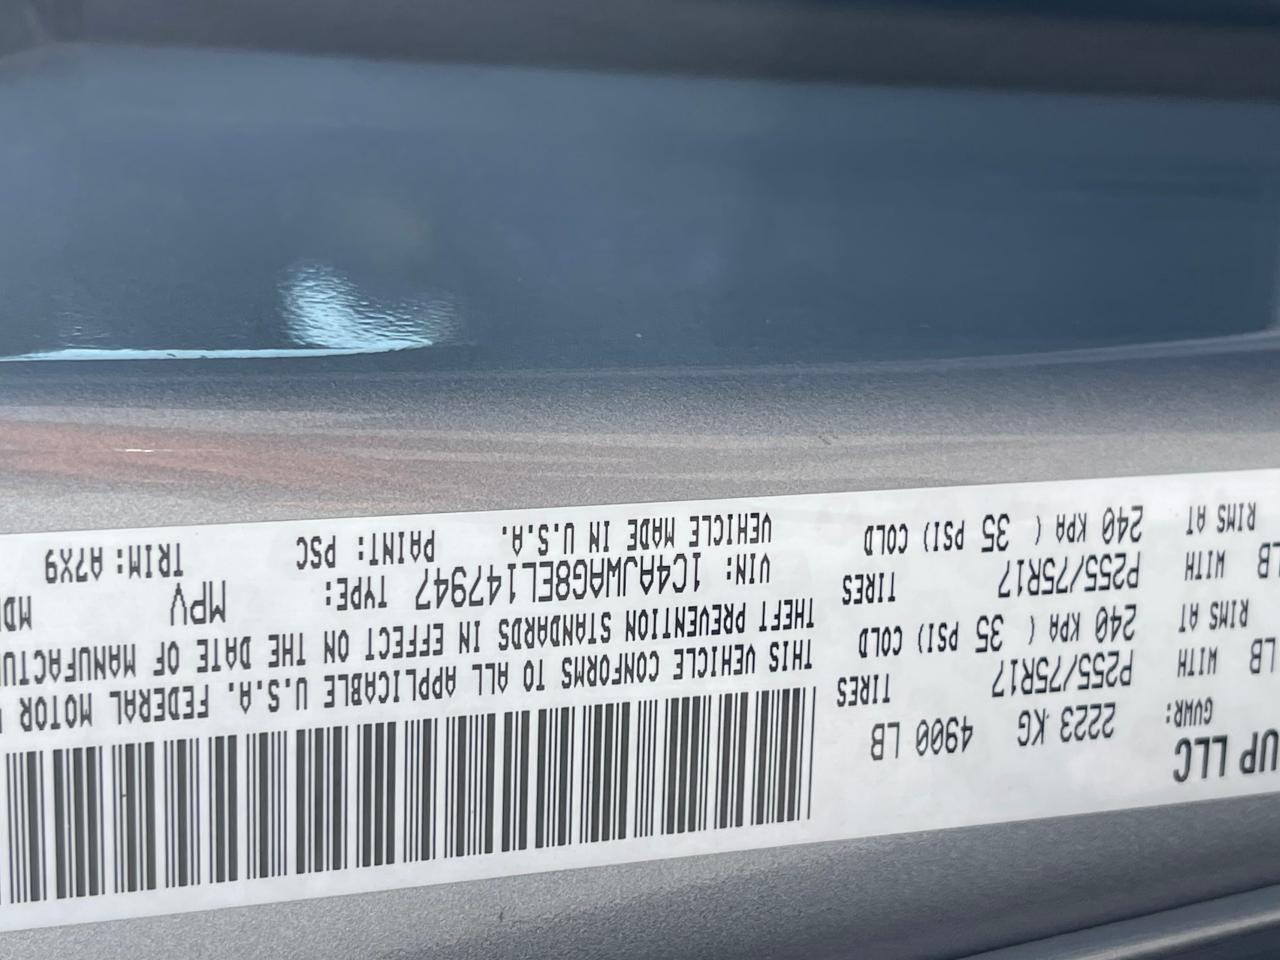 UP LLC
GVWR: 2223 KG 4900 LB
LB WITH P255/75R17 TIRES
RIMS AT 240 KPA ( 35 PSI) COLD
LB WITH P255/75R17 TIRES
RIMS AT 240 KPA ( 35 PSI) COLD
THIS VEHICLE CONFORMS TO ALL APPLICABLE U.S.A. FEDERAL MOTOR
THEFT PREVENTION STANDARDS IN EFFECT ON THE DATE OF MANUFACTUR
VIN: 1C4AJWAG8EL147947 TYPE: MPV MD
VEHICLE MADE IN U.S.A. PAINT: PSC TRIM: A7X9